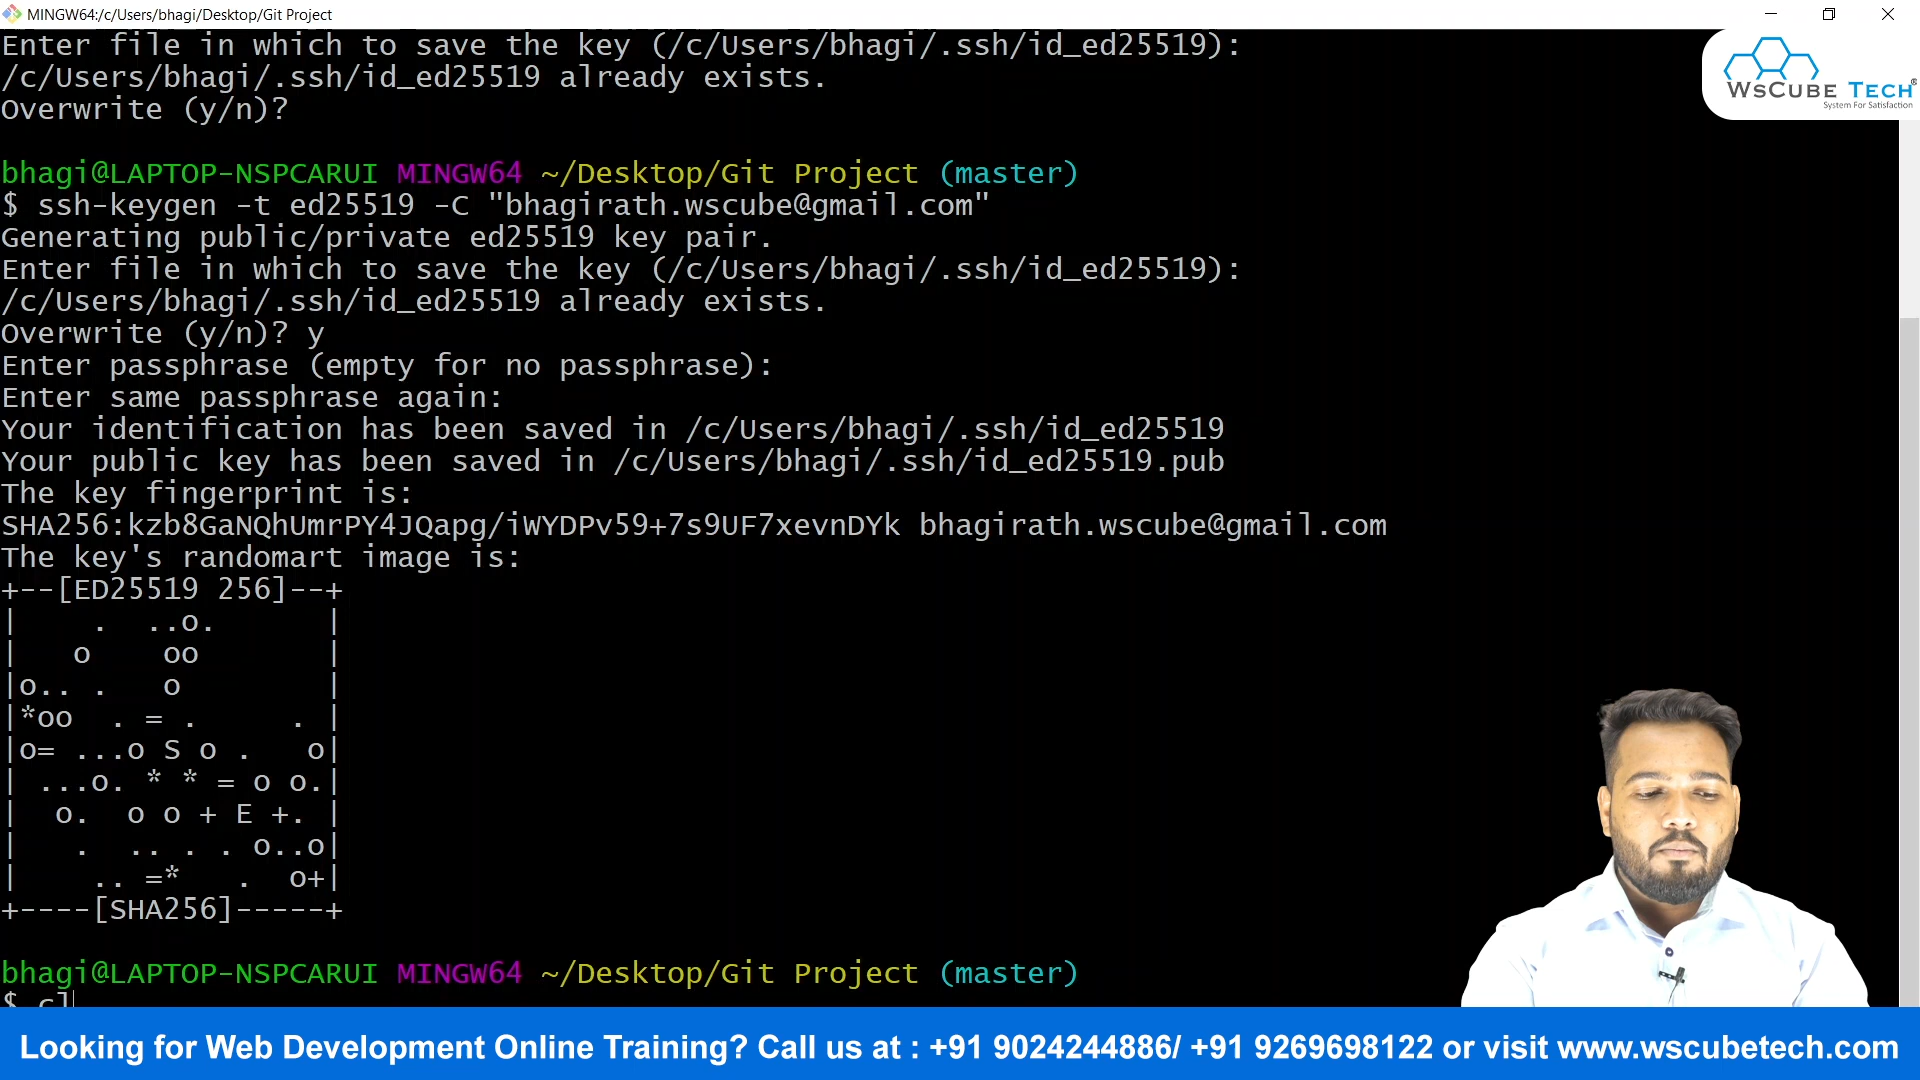 MINGW64:/c/Users/bhagi/Desktop/Git Project
Enter file in which to save the key (/c/Users/bhagi/.ssh/id_ed25519):
/c/Users/bhagi/.ssh/id_ed25519 already exists.
Overwrite (y/n)?
WsCube Tech®
System For Satisfaction
bhagi@LAPTOP-NSPCARUI MINGW64 ~/Desktop/Git Project (master)
$ ssh-keygen -t ed25519 -C "bhagirath.wscube@gmail.com"
Generating public/private ed25519 key pair.
Enter file in which to save the key (/c/Users/bhagi/.ssh/id_ed25519):
/c/Users/bhagi/.ssh/id_ed25519 already exists.
Overwrite (y/n)? y
Enter passphrase (empty for no passphrase):
Enter same passphrase again:
Your identification has been saved in /c/Users/bhagi/.ssh/id_ed25519
Your public key has been saved in /c/Users/bhagi/.ssh/id_ed25519.pub
The key fingerprint is:
SHA256:kzb8GaNQhUmrPY4JQapg/iWYDPv59+7s9UF7xevnDYk bhagirath.wscube@gmail.com
The key's randomart image is:
+--[ED25519 256]--+
|    .  ..o.      |
|   o    oo       |
|o.. .   o        |
|*oo  . = .     . |
|o= ...o S o .   o|
| ...o. * * = o o.|
|  o.  o o + E +. |
|   .  .. . . o..o|
|    .. =*   .  o+|
+----[SHA256]-----+
bhagi@LAPTOP-NSPCARUI MINGW64 ~/Desktop/Git Project (master)
$ cl
Looking for Web Development Online Training? Call us at : +91 9024244886/ +91 9269698122 or visit www.wscubetech.com